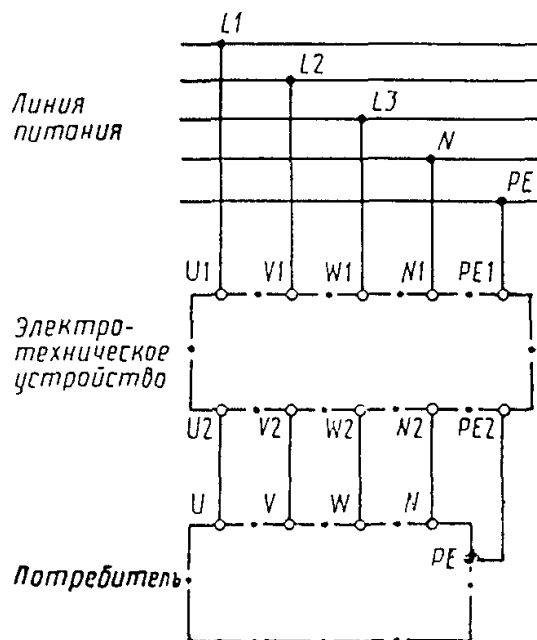 L1
L2
L3
N
PE
Линия
питания
U1 V1 W1 N1 PE1
Электро-
техническое
устройство
U2 V2 W2 N2 PE2
U V W N
PE
Потребитель